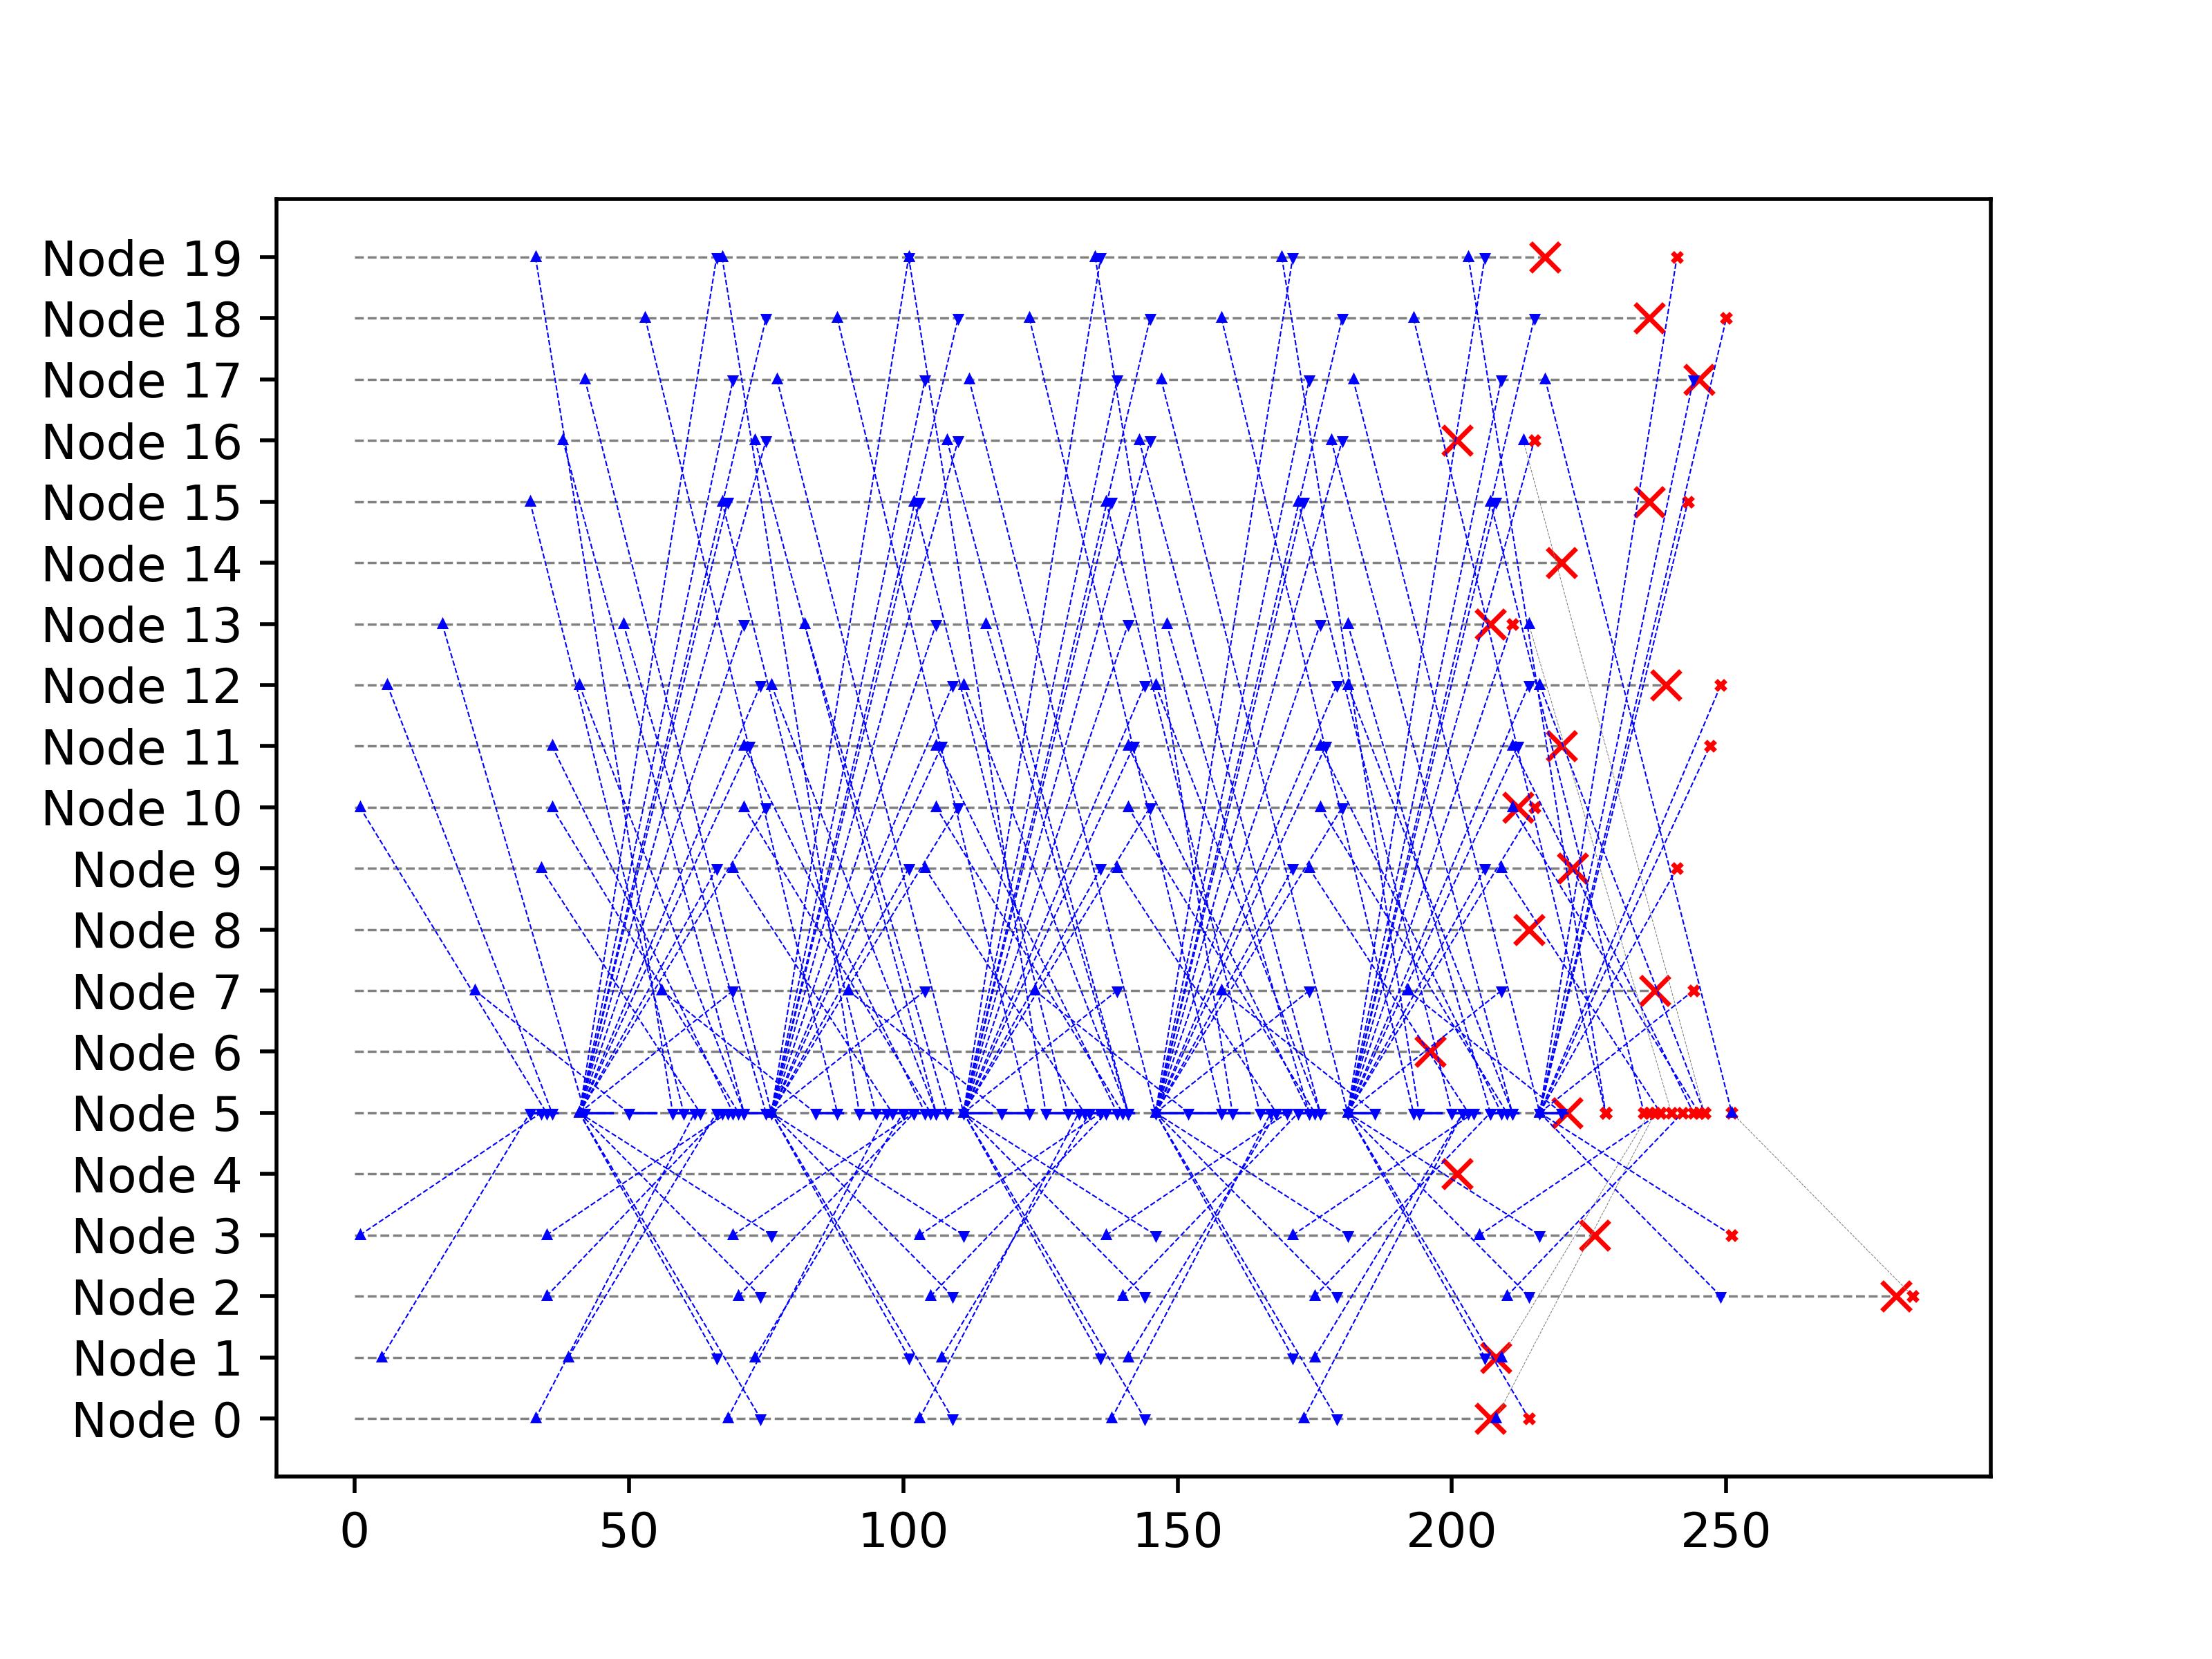 Node 19
Node 18
Node 17
Node 16
Node 15
Node 14
Node 13
Node 12
Node 11
Node 10
Node 9
Node 8
Node 7
Node 6
Node 5
Node 4
Node 3
Node 2
Node 1
Node 0
0 50 100 150 200 250